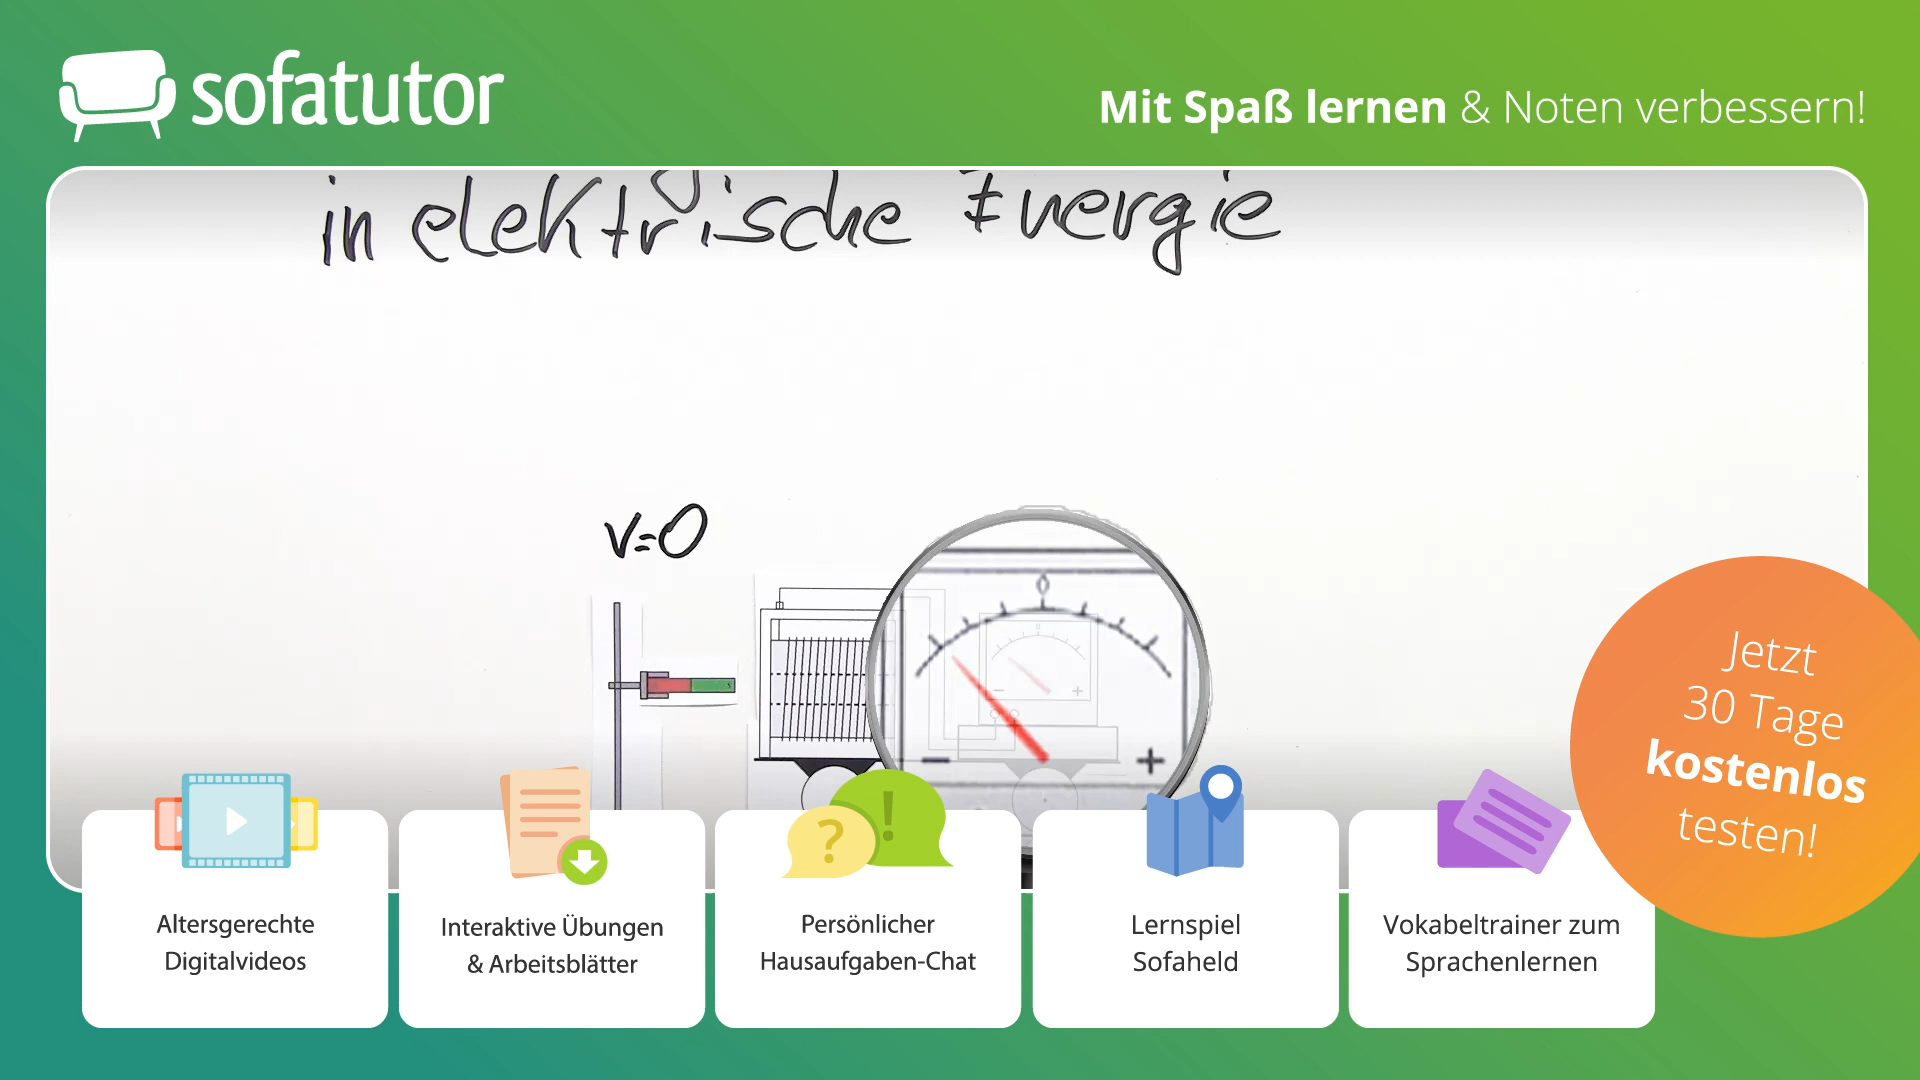 sofatutor
Mit Spaß lernen & Noten verbessern!
in elektrische Energie
v=0
0
- +
Jetzt
30 Tage
kostenlos
testen!
Altersgerechte
Digitalvideos
Interaktive Übungen
& Arbeitsblätter
? !
Persönlicher
Hausaufgaben-Chat
Lernspiel
Sofaheld
Vokabeltrainer zum
Sprachenlernen